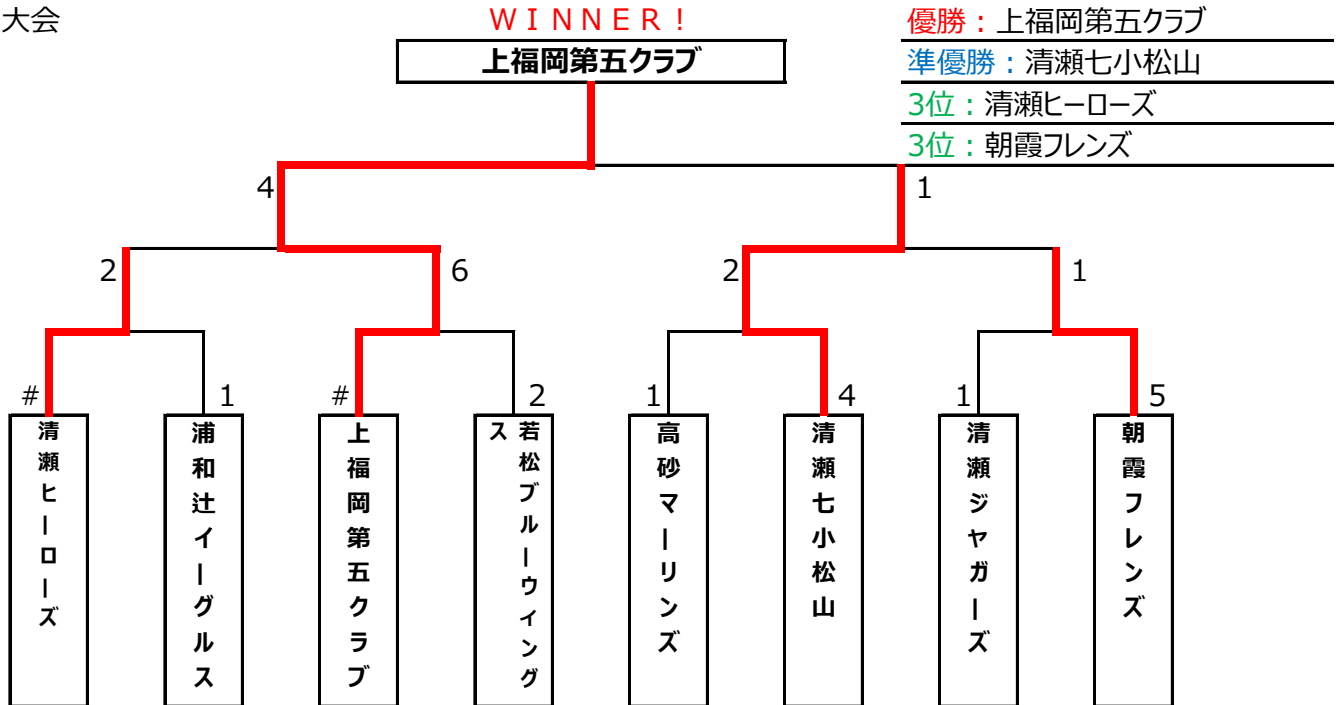 大会
WINNER!
上福岡第五クラブ
優勝：上福岡第五クラブ
準優勝：清瀬七小松山
3位：清瀬ヒーローズ
3位：朝霞フレンズ
4
1
2
6
2
1
#
1
#
2
1
4
1
5
清瀬ヒーローズ
浦和辻イーグルス
上福岡第五クラブ
若松ブルーウイング
ス
高砂マーリンズ
清瀬七小松山
清瀬ジャガーズ
朝霞フレンズ